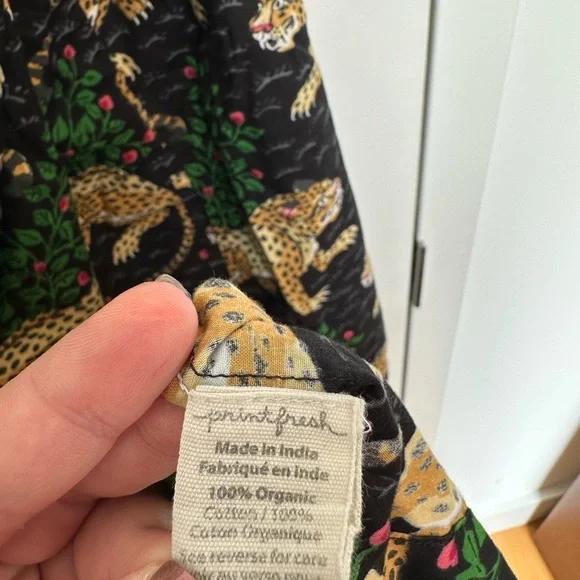 printfresh
Made in India
Fabriqué en Inde
100% Organic
Cotton / 100%
Coton Organique
See reverse for care